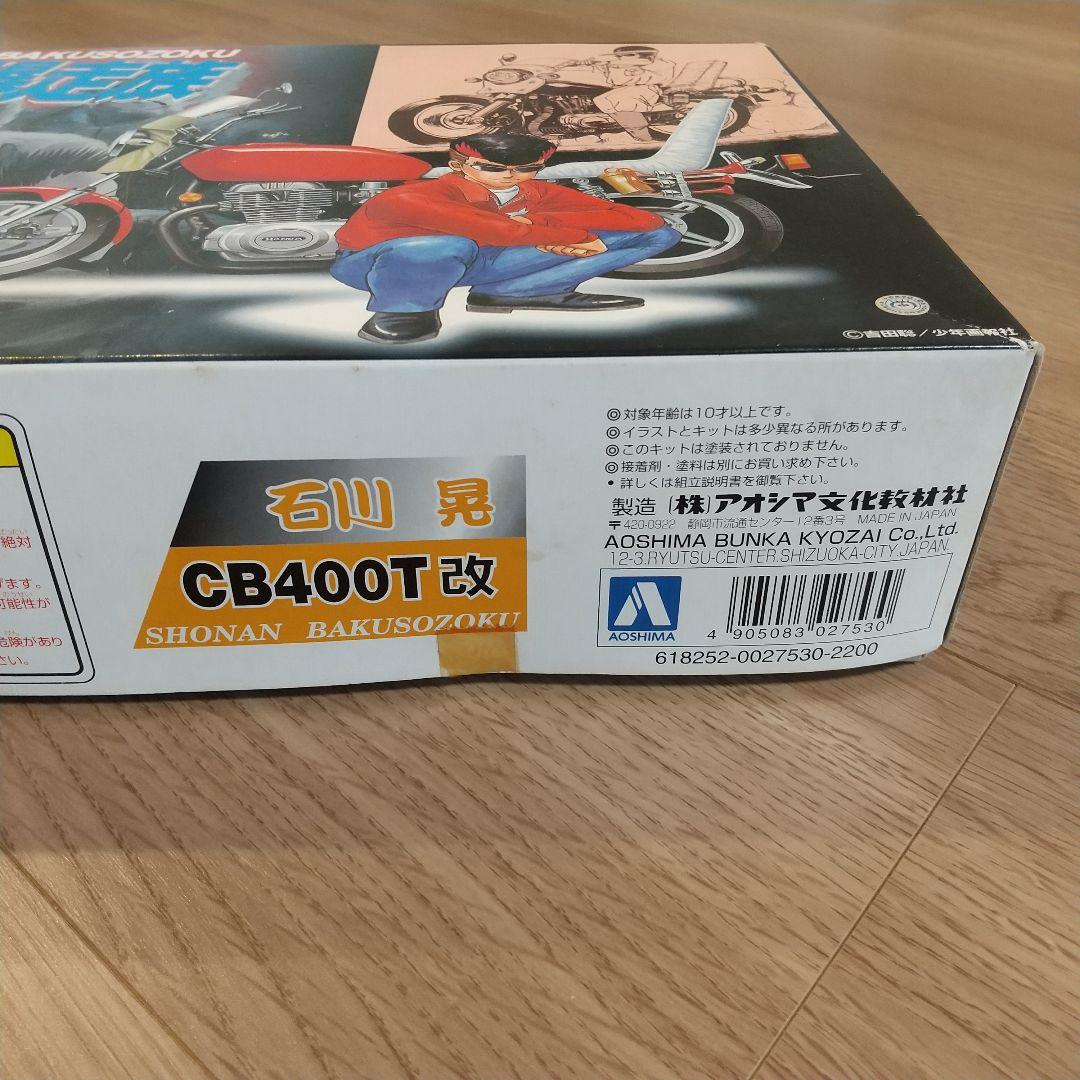 BAKUSOZOKU
爆走族
HONDA
©吉田聡/少年画報社
絶対
げます。
可能性が
危険があり
さい。
石川 晃
CB400T改
SHONAN BAKUSOZOKU
◎対象年齢は10才以上です。
◎イラストとキットは多少異なる所があります。
◎このキットは塗装されておりません。
◎接着剤・塗料は別にお買い求め下さい。
・詳しくは組立説明書を御覧下さい。
製造 (株)アオシマ文化教材社
〒420-0922 静岡市流通センター12番3号 MADE IN JAPAN
AOSHIMA BUNKA KYOZAI Co.,Ltd.
12-3.RYUTSU-CENTER.SHIZUOKA-CITY.JAPAN.
AOSHIMA
4 905083 027530
618252-0027530-2200